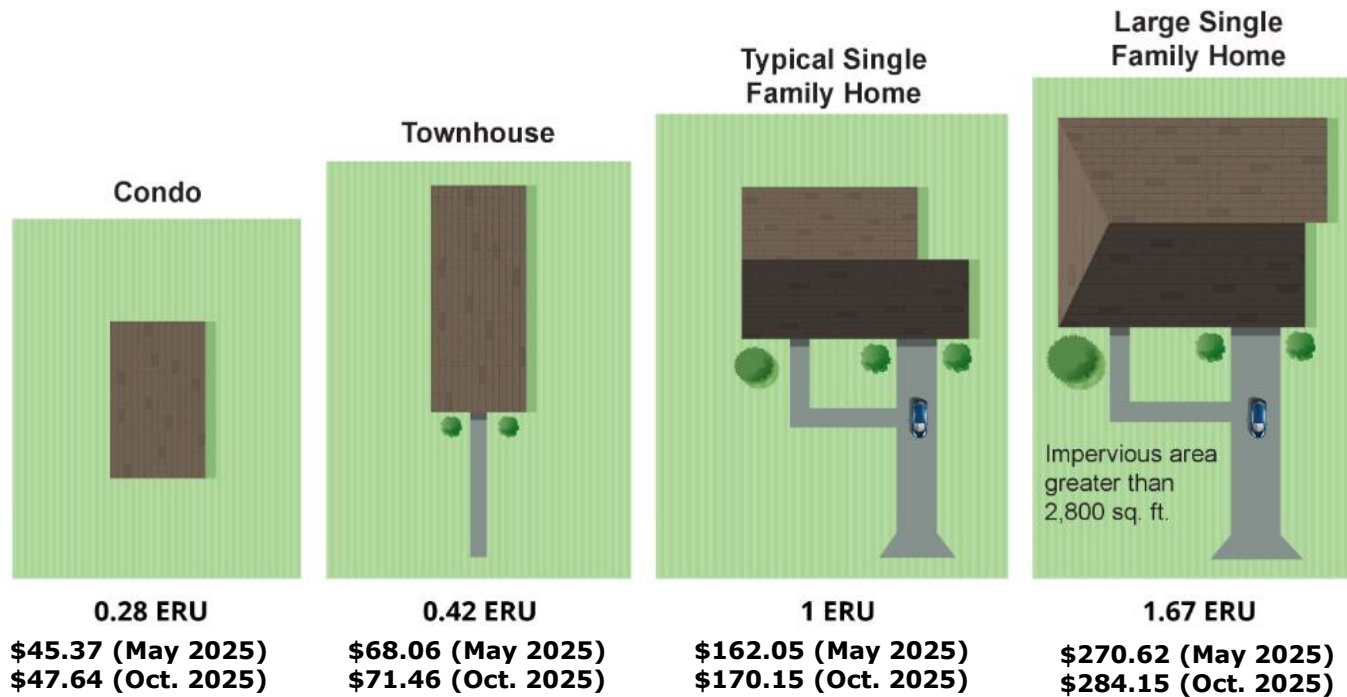 Condo
0.28 ERU
$45.37 (May 2025)
$47.64 (Oct. 2025)
Townhouse
0.42 ERU
$68.06 (May 2025)
$71.46 (Oct. 2025)
Typical Single
Family Home
1 ERU
$162.05 (May 2025)
$170.15 (Oct. 2025)
Large Single
Family Home
Impervious area
greater than
2,800 sq. ft.
1.67 ERU
$270.62 (May 2025)
$284.15 (Oct. 2025)